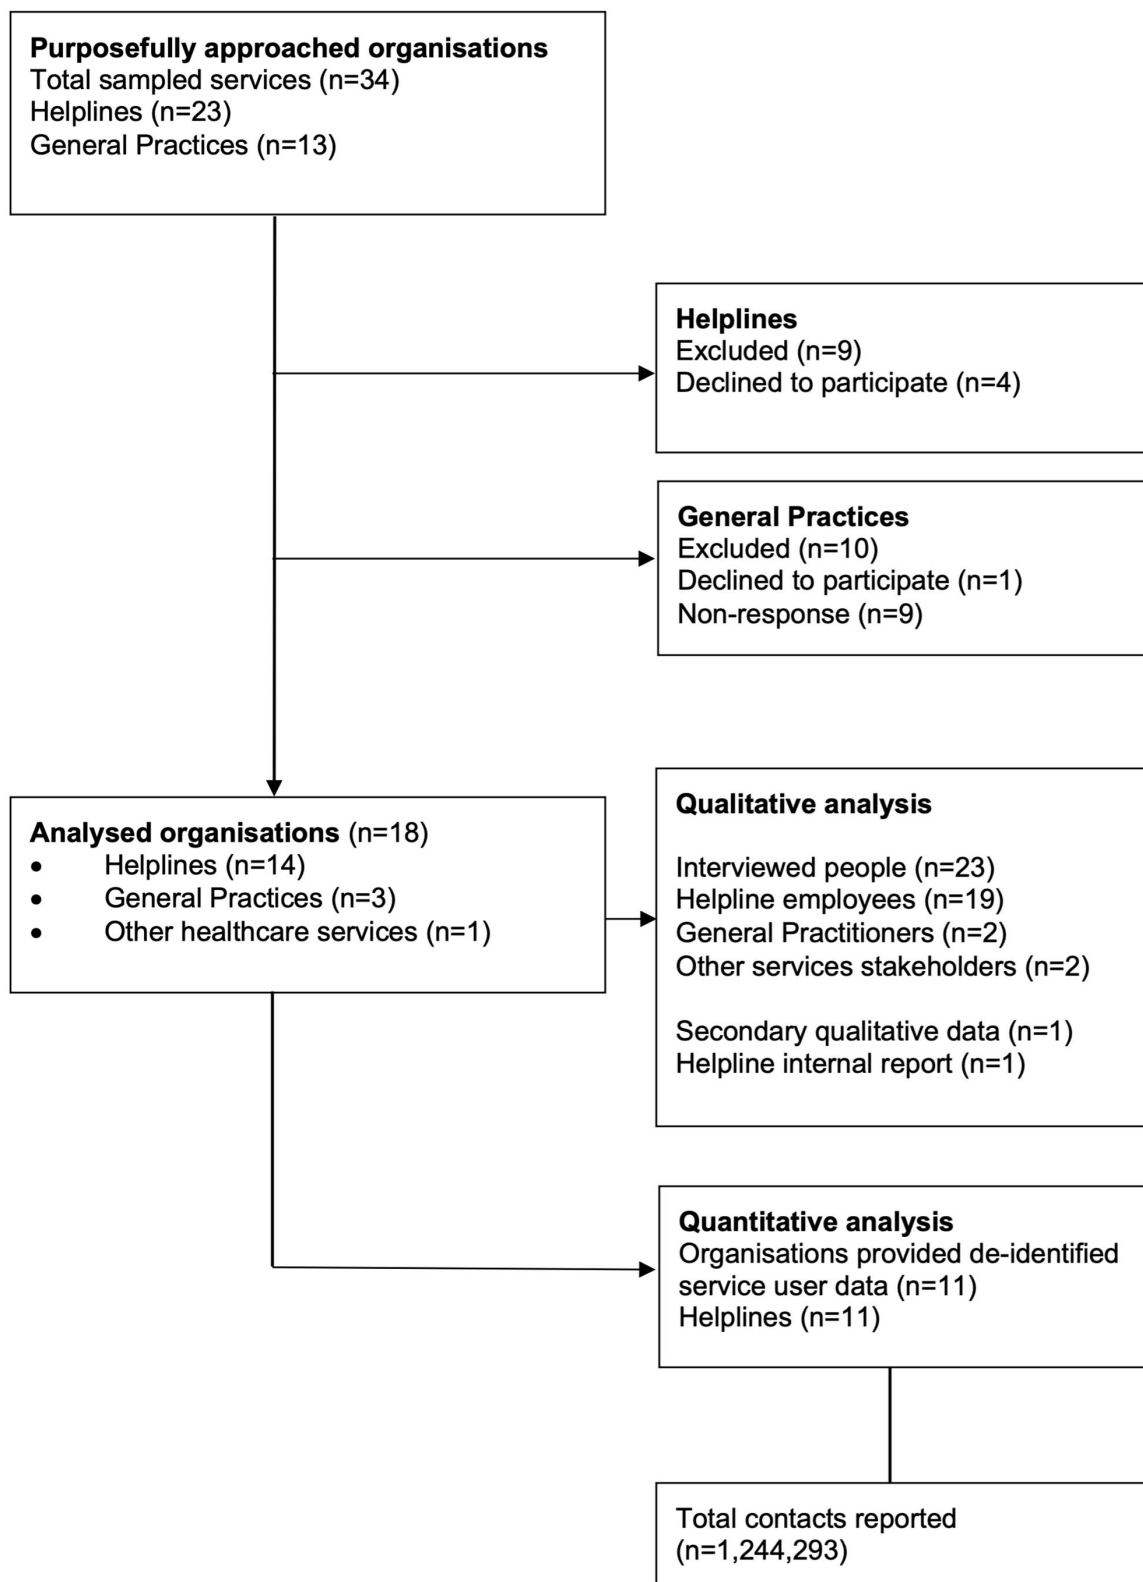 Purposefully approached organisations
Total sampled services (n=34)
Helplines (n=23)
General Practices (n=13)
Helplines
Excluded (n=9)
Declined to participate (n=4)
General Practices
Excluded (n=10)
Declined to participate (n=1)
Non-response (n=9)
Analysed organisations (n=18)
• Helplines (n=14)
• General Practices (n=3)
• Other healthcare services (n=1)
Qualitative analysis
Interviewed people (n=23)
Helpline employees (n=19)
General Practitioners (n=2)
Other services stakeholders (n=2)
Secondary qualitative data (n=1)
Helpline internal report (n=1)
Quantitative analysis
Organisations provided de-identified
service user data (n=11)
Helplines (n=11)
Total contacts reported
(n=1,244,293)